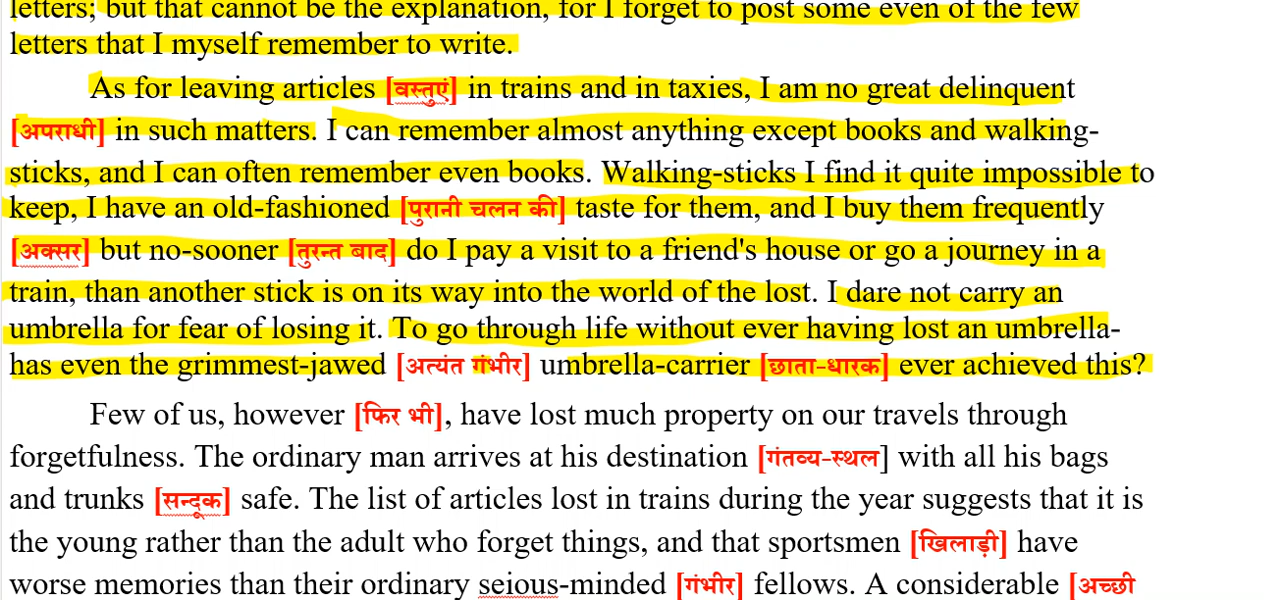 letters; but that cannot be the explanation, for I forget to post some even of the few
letters that I myself remember to write.
As for leaving articles [वस्तुएं] in trains and in taxies, I am no great delinquent
[अपराधी] in such matters. I can remember almost anything except books and walking-
sticks, and I can often remember even books. Walking-sticks I find it quite impossible to
keep, I have an old-fashioned [पुरानी चलन की] taste for them, and I buy them frequently
[अक्सर] but no-sooner [तुरन्त बाद] do I pay a visit to a friend's house or go a journey in a
train, than another stick is on its way into the world of the lost. I dare not carry an
umbrella for fear of losing it. To go through life without ever having lost an umbrella-
has even the grimmest-jawed [अत्यंत गंभीर] umbrella-carrier [छाता-धारक] ever achieved this?
Few of us, however [फिर भी], have lost much property on our travels through
forgetfulness. The ordinary man arrives at his destination [गंतव्य-स्थल] with all his bags
and trunks [सन्दूक] safe. The list of articles lost in trains during the year suggests that it is
the young rather than the adult who forget things, and that sportsmen [खिलाड़ी] have
worse memories than their ordinary seious-minded [गंभीर] fellows. A considerable [अच्छी